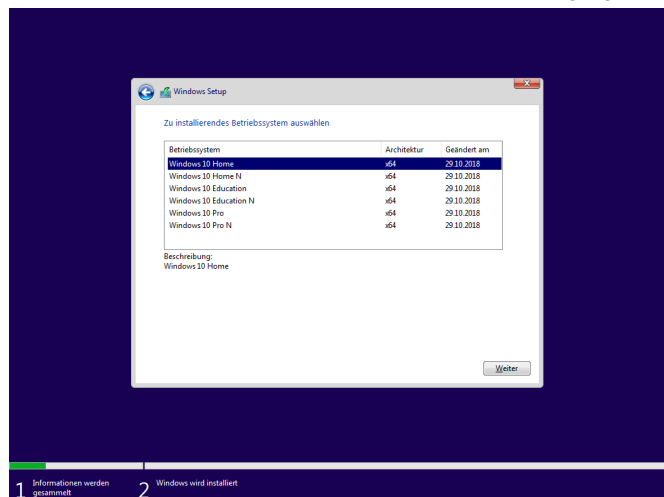 Windows Setup
Zu installierendes Betriebssystem auswählen
Betriebssystem Architektur Geändert am
Windows 10 Home x64 29.10.2018
Windows 10 Home N x64 29.10.2018
Windows 10 Education x64 29.10.2018
Windows 10 Education N x64 29.10.2018
Windows 10 Pro x64 29.10.2018
Windows 10 Pro N x64 29.10.2018
Beschreibung:
Windows 10 Home
Weiter
1 Informationen werden gesammelt
2 Windows wird installiert